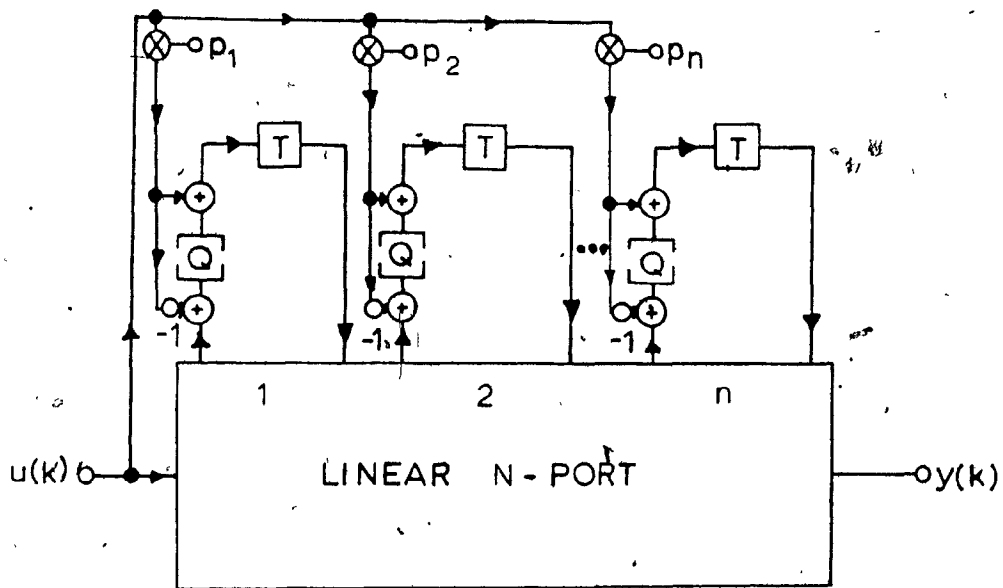 p1 p2 pn
T T T
+ + +
Q Q ... Q
+ + +
-1 -1 -1
1 2 n
u(k) LINEAR N-PORT y(k)